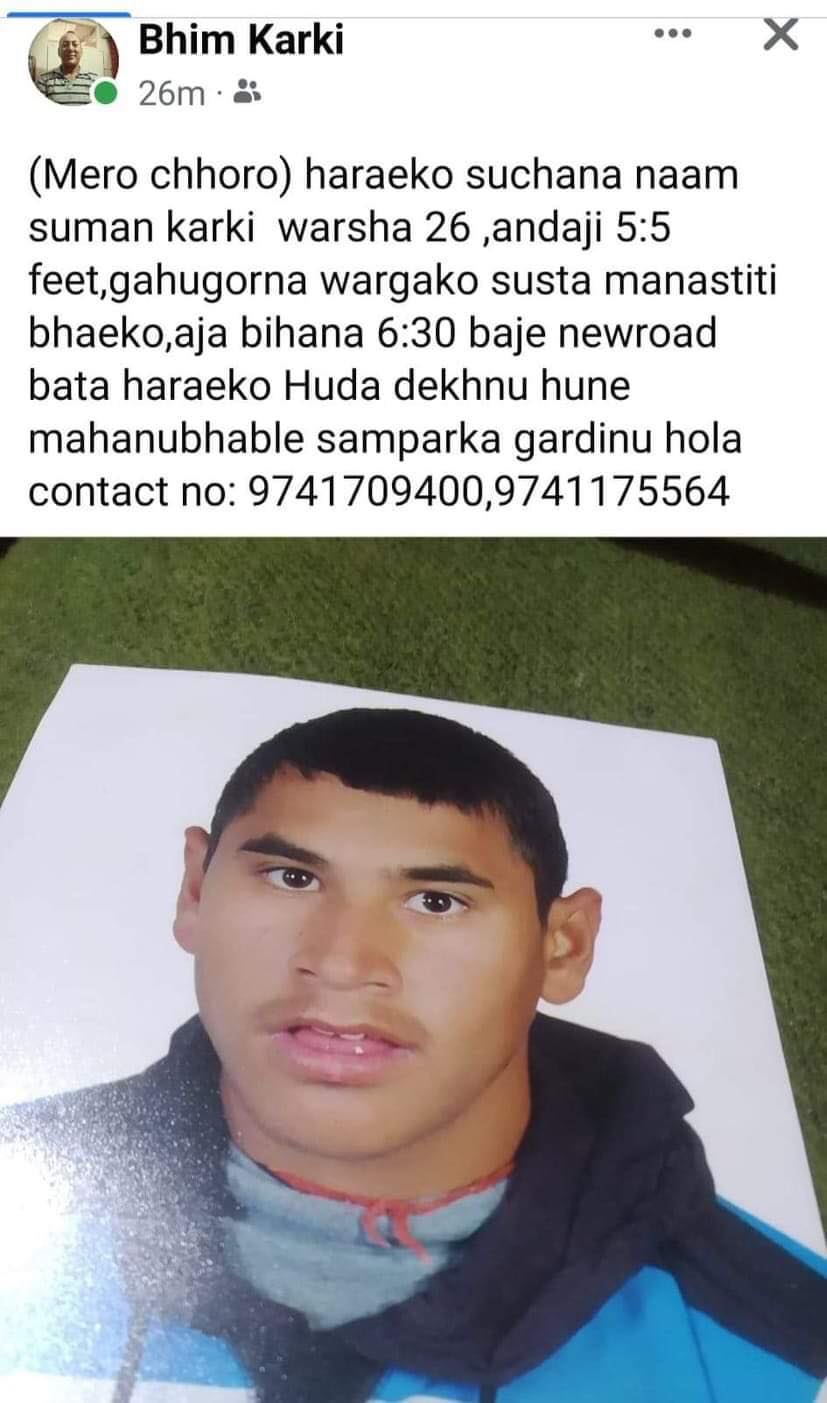 Bhim Karki
26m
(Mero chhoro) haraeko suchana naam
suman karki  warsha 26 ,andaji 5:5
feet,gahugorna wargako susta manastiti
bhaeko,aja bihana 6:30 baje newroad
bata haraeko Huda dekhnu hune
mahanubhable samparka gardinu hola
contact no: 9741709400,9741175564